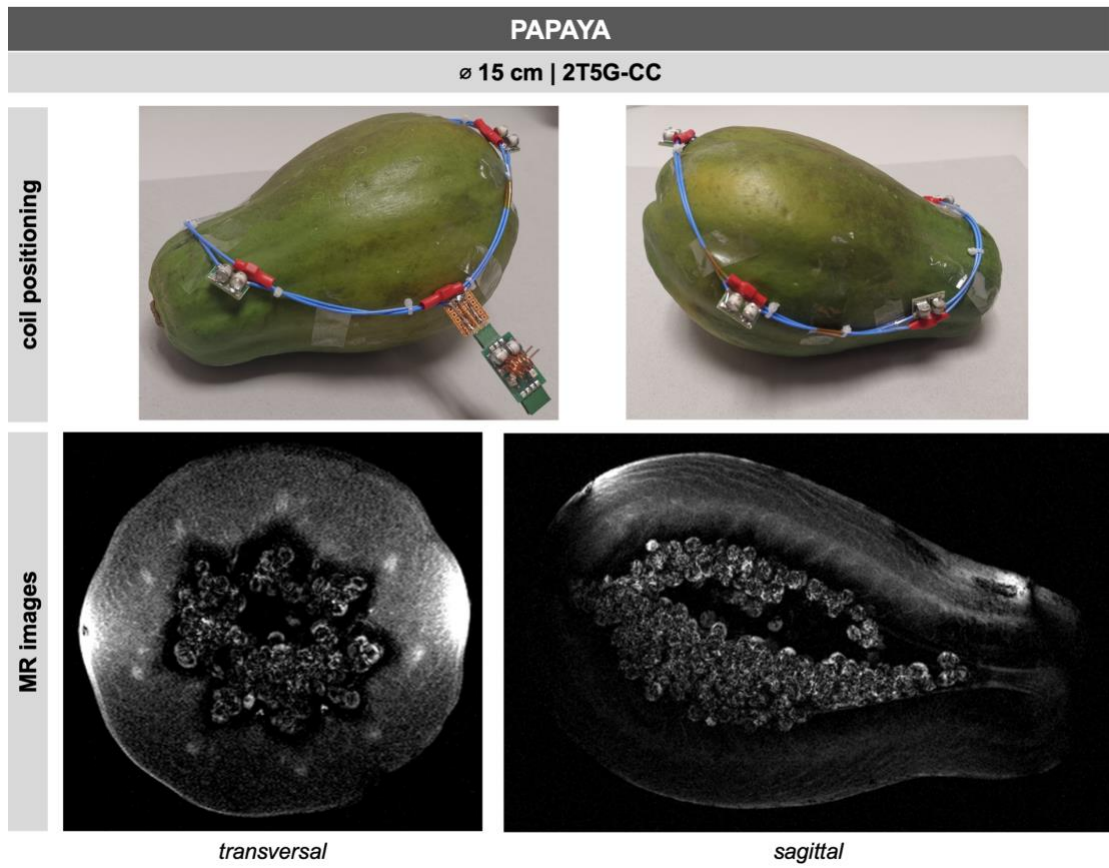 PAPAYA
⌀ 15 cm | 2T5G-CC
coil positioning
MR images
transversal
sagittal